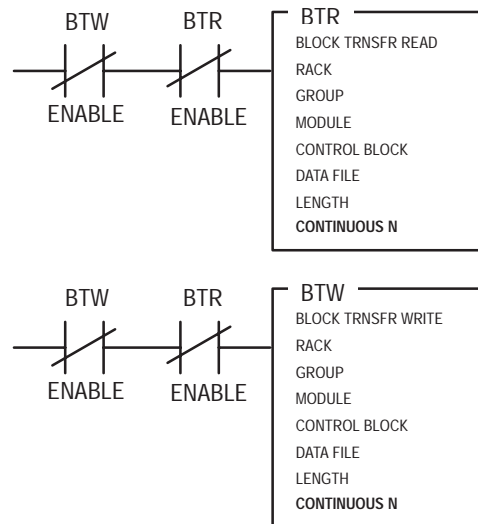 BTW BTR BTR
BLOCK TRNSFR READ
RACK
GROUP
MODULE
CONTROL BLOCK
DATA FILE
LENGTH
CONTINUOUS N
ENABLE ENABLE
BTW BTR BTW
BLOCK TRNSFR WRITE
RACK
GROUP
MODULE
CONTROL BLOCK
DATA FILE
LENGTH
CONTINUOUS N
ENABLE ENABLE